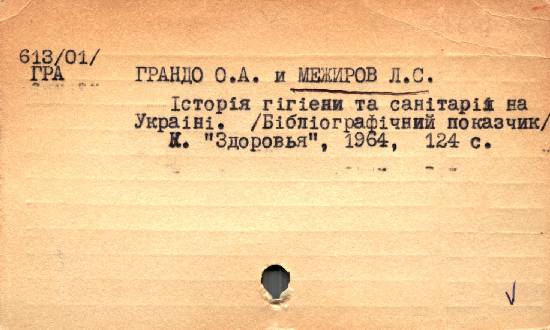 613/01/
ГРА
ГРАНДО О.А. и МЕЖИРОВ Л.С.
Історія гігієни та санітарії на
Україні. /Бібліографічний показчик/
К. "Здоровья", 1964, 124 с.